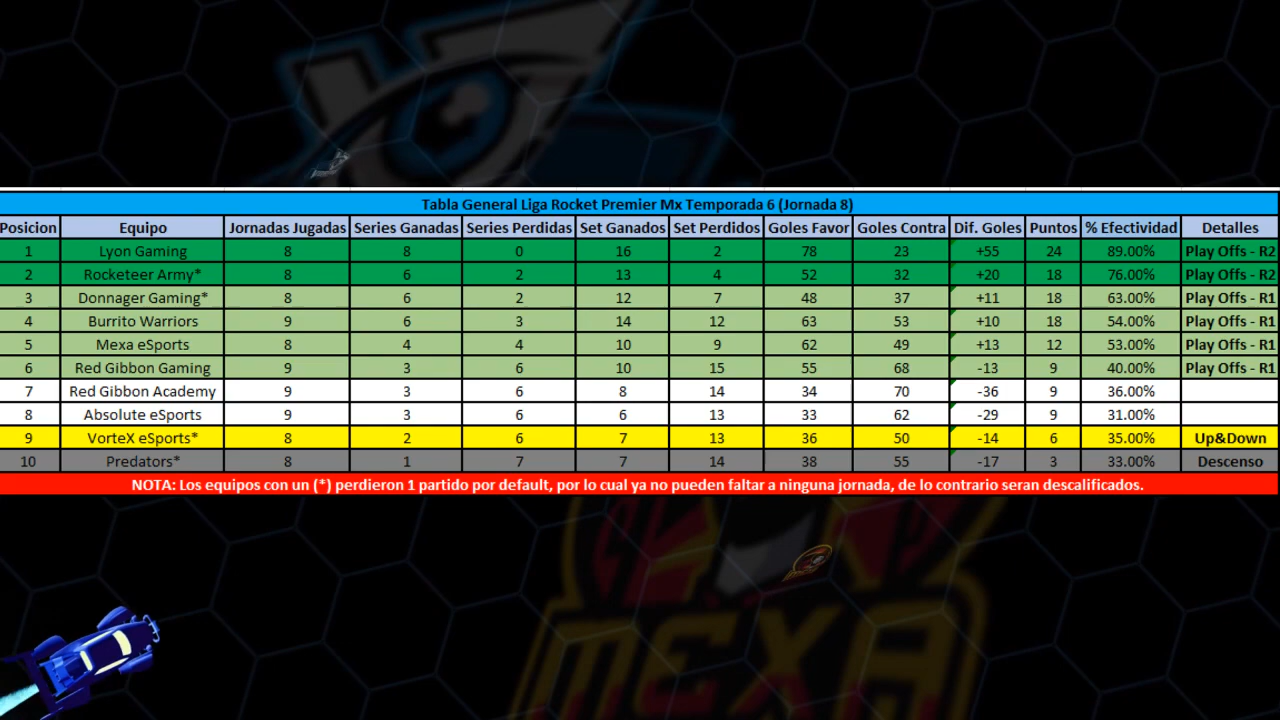 Tabla General Liga Rocket Premier Mx Temporada 6 (Jornada 8)
Posicion Equipo Jornadas Jugadas Series Ganadas Series Perdidas Set Ganados Set Perdidos Goles Favor Goles Contra Dif. Goles Puntos % Efectividad Detalles
1 Lyon Gaming 8 8 0 16 2 78 23 +55 24 89.00% Play Offs - R2
2 Rocketeer Army* 8 6 2 13 4 52 32 +20 18 76.00% Play Offs - R2
3 Donnager Gaming* 8 6 2 12 7 48 37 +11 18 63.00% Play Offs - R1
4 Burrito Warriors 9 6 3 14 12 63 53 +10 18 54.00% Play Offs - R1
5 Mexa eSports 8 4 4 10 9 62 49 +13 12 53.00% Play Offs - R1
6 Red Gibbon Gaming 9 3 6 10 15 55 68 -13 9 40.00% Play Offs - R1
7 Red Gibbon Academy 9 3 6 8 14 34 70 -36 9 36.00%
8 Absolute eSports 9 3 6 6 13 33 62 -29 9 31.00%
9 VorteX eSports* 8 2 6 7 13 36 50 -14 6 35.00% Up&Down
10 Predators* 8 1 7 7 14 38 55 -17 3 33.00% Descenso
NOTA: Los equipos con un (*) perdieron 1 partido por default, por lo cual ya no pueden faltar a ninguna jornada, de lo contrario seran descalificados.
MEXA